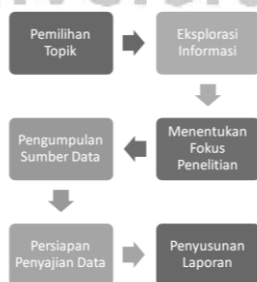 Pemilihan
Topik
Eksplorasi
Informasi
Menentukan
Fokus
Penelitian
Pengumpulan
Sumber Data
Persiapan
Penyajian Data
Penyusunan
Laporan